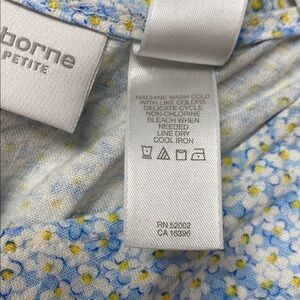 borne
PETITE
MACHINE WASH COLD
WITH LIKE COLORS
DELICATE CYCLE
NON-CHLORINE
BLEACH WHEN
NEEDED
LINE DRY
COOL IRON
RN 52002
CA 16396